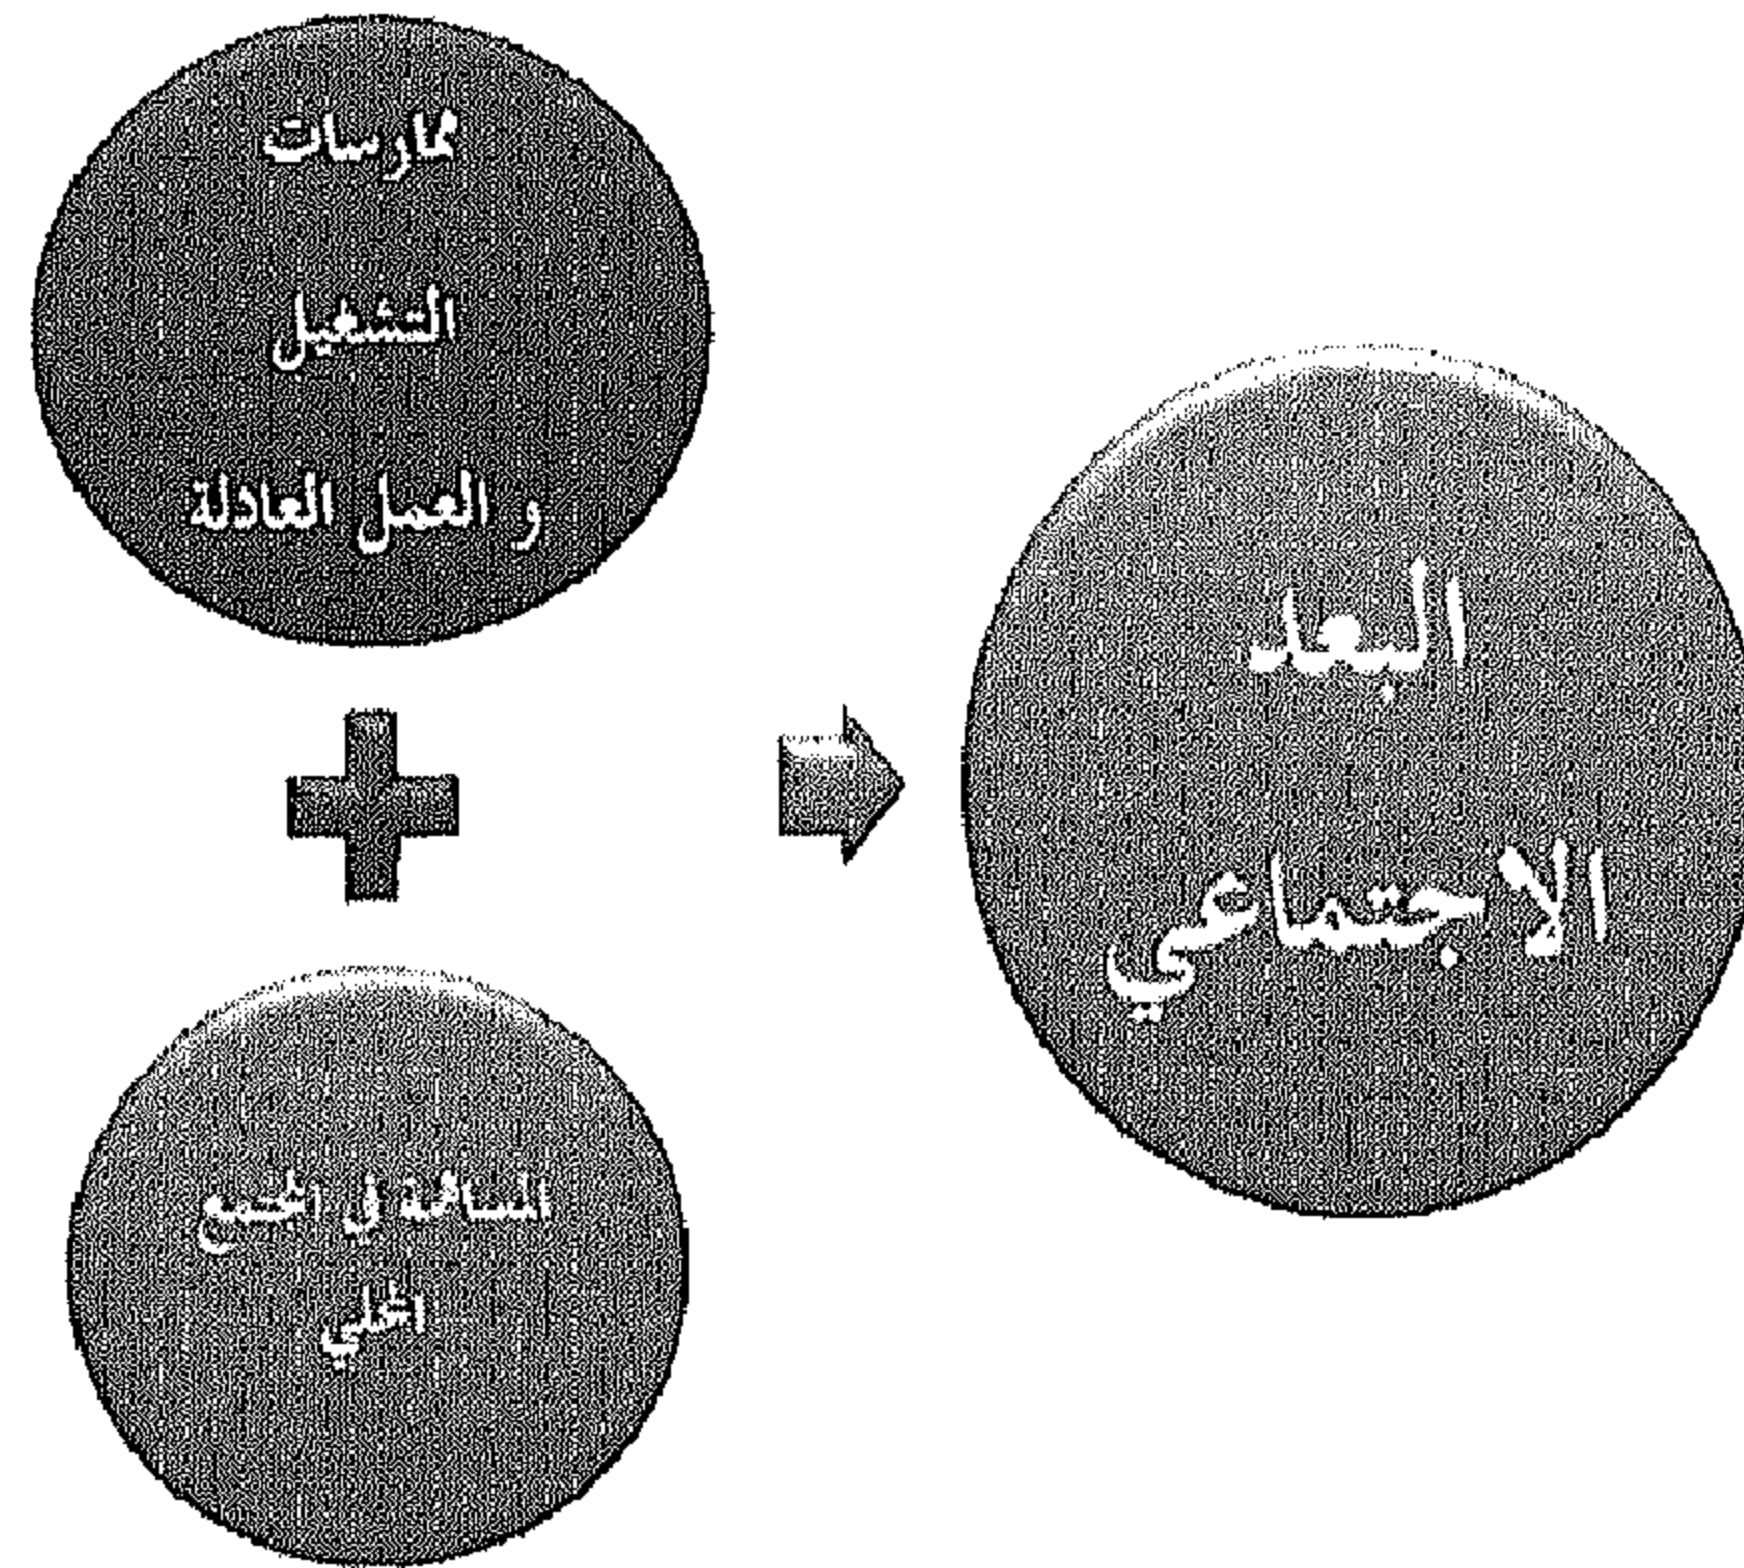 ممارسات
التشغيل
و العمل العادلة
المساهمة في المجتمع
المحلي
البعد
الاجتماعي